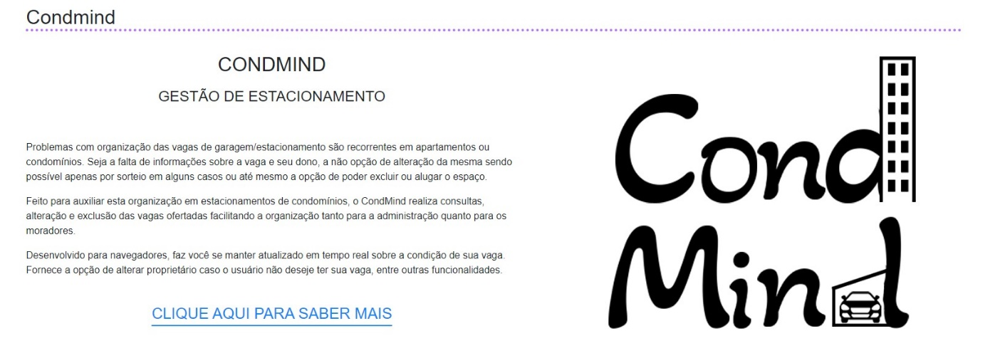 Condmind
CONDMIND
GESTÃO DE ESTACIONAMENTO
Problemas com organização das vagas de garagem/estacionamento são recorrentes em apartamentos ou
condomínios. Seja a falta de informações sobre a vaga e seu dono, a não opção de alteração da mesma sendo
possível apenas por sorteio em alguns casos ou até mesmo a opção de poder excluir ou alugar o espaço.
Feito para auxiliar esta organização em estacionamentos de condomínios, o CondMind realiza consultas,
alteração e exclusão das vagas ofertadas facilitando a organização tanto para a administração quanto para os
moradores.
Desenvolvido para navegadores, faz você se manter atualizado em tempo real sobre a condição de sua vaga.
Fornece a opção de alterar proprietário caso o usuário não deseje ter sua vaga, entre outras funcionalidades.
CLIQUE AQUI PARA SABER MAIS
Cond
Mind